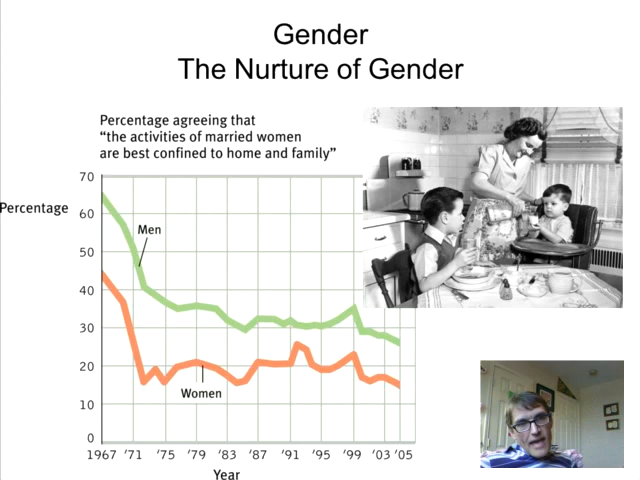 Gender
The Nurture of Gender
Percentage agreeing that
“the activities of married women
are best confined to home and family”
Percentage
70
60
50
40
30
20
10
0
Men
Women
1967 ’71 ’75 ’79 ’83 ’87 ’91 ’95 ’99 ’03 ’05
Year